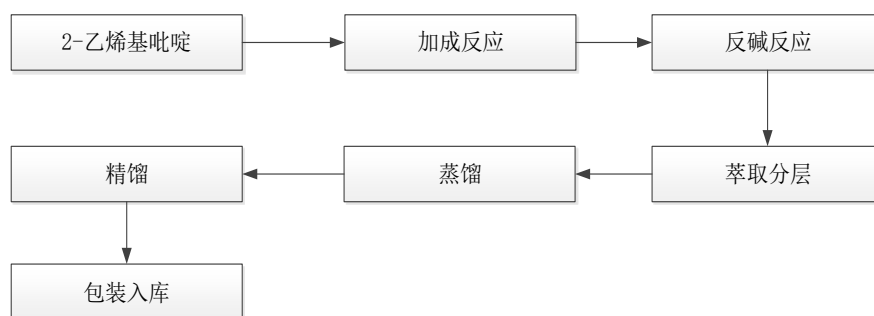 2-乙烯基吡啶
加成反应
反碱反应
萃取分层
蒸馏
精馏
包装入库